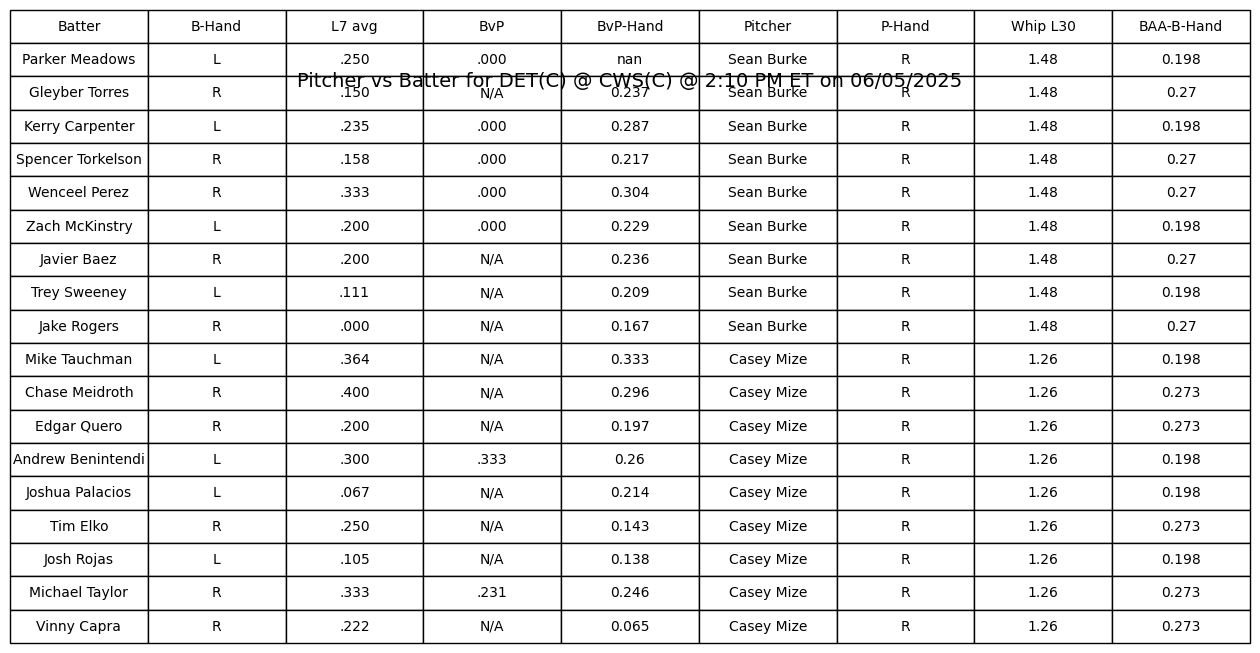 Batter B-Hand L7 avg BvP BvP-Hand Pitcher P-Hand Whip L30 BAA-B-Hand
Parker Meadows L .250 .000 nan Sean Burke R 1.48 0.198
Pitcher vs Batter for DET(C) @ CWS(C) @ 2:10 PM ET on 06/05/2025
Gleyber Torres R .150 N/A 0.237 Sean Burke R 1.48 0.27
Kerry Carpenter L .235 .000 0.287 Sean Burke R 1.48 0.198
Spencer Torkelson R .158 .000 0.217 Sean Burke R 1.48 0.27
Wenceel Perez R .333 .000 0.304 Sean Burke R 1.48 0.27
Zach McKinstry L .200 .000 0.229 Sean Burke R 1.48 0.198
Javier Baez R .200 N/A 0.236 Sean Burke R 1.48 0.27
Trey Sweeney L .111 N/A 0.209 Sean Burke R 1.48 0.198
Jake Rogers R .000 N/A 0.167 Sean Burke R 1.48 0.27
Mike Tauchman L .364 N/A 0.333 Casey Mize R 1.26 0.198
Chase Meidroth R .400 N/A 0.296 Casey Mize R 1.26 0.273
Edgar Quero R .200 N/A 0.197 Casey Mize R 1.26 0.273
Andrew Benintendi L .300 .333 0.26 Casey Mize R 1.26 0.198
Joshua Palacios L .067 N/A 0.214 Casey Mize R 1.26 0.198
Tim Elko R .250 N/A 0.143 Casey Mize R 1.26 0.273
Josh Rojas L .105 N/A 0.138 Casey Mize R 1.26 0.198
Michael Taylor R .333 .231 0.246 Casey Mize R 1.26 0.273
Vinny Capra R .222 N/A 0.065 Casey Mize R 1.26 0.273